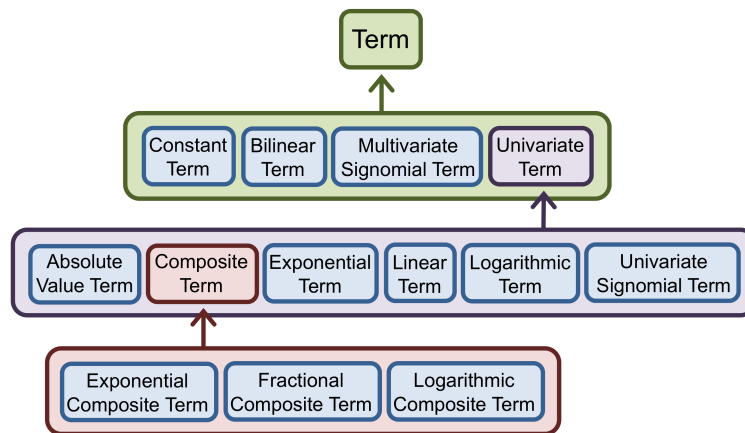 Term
Constant
Term
Bilinear
Term
Multivariate
Signomial Term
Univariate
Term
Absolute
Value Term
Composite
Term
Exponential
Term
Linear
Term
Logarithmic
Term
Univariate
Signomial Term
Exponential
Composite Term
Fractional
Composite Term
Logarithmic
Composite Term